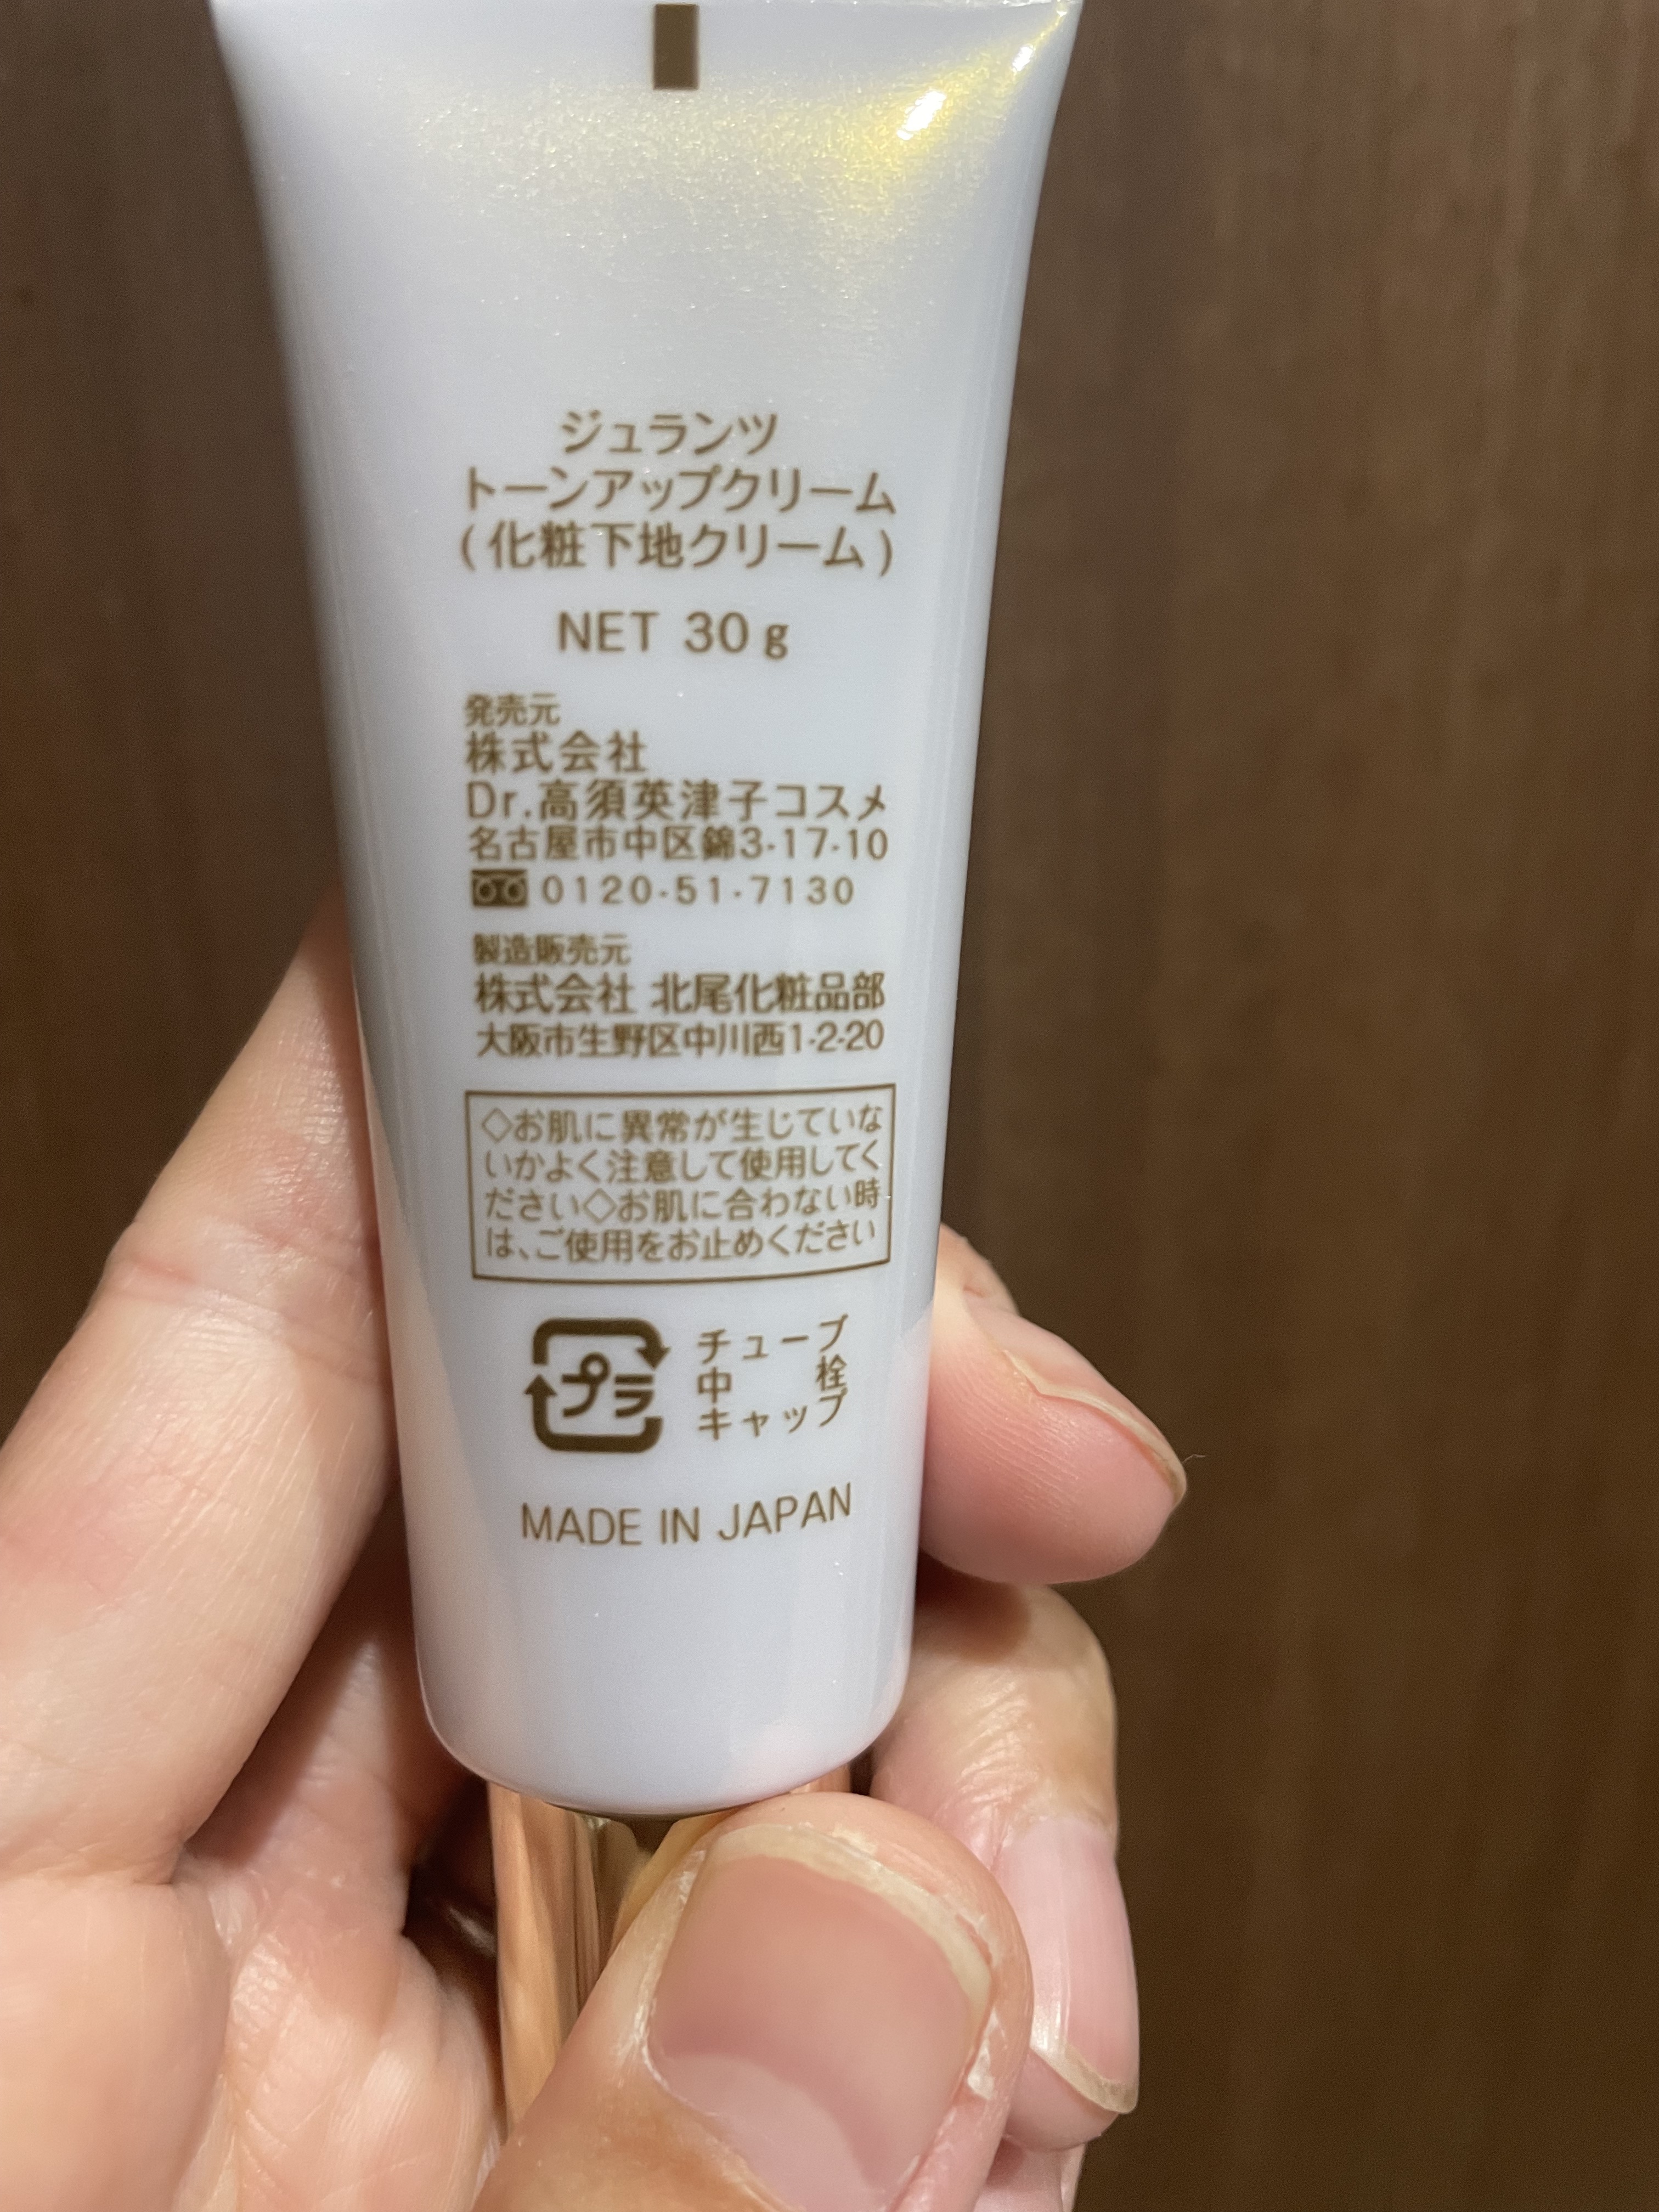 ジュランツ
トーンアップクリーム
(化粧下地クリーム)
NET 30g
発売元
株式会社
Dr.高須英津子コスメ
名古屋市中区錦3-17-10
0120-51-7130
製造販売元
株式会社 北尾化粧品部
大阪市生野区中川西1-2-20
◇お肌に異常が生じていな
いかよく注意して使用してく
ださい◇お肌に合わない時
は、ご使用をお止めください
プラ
チューブ
中栓
キャップ
MADE IN JAPAN